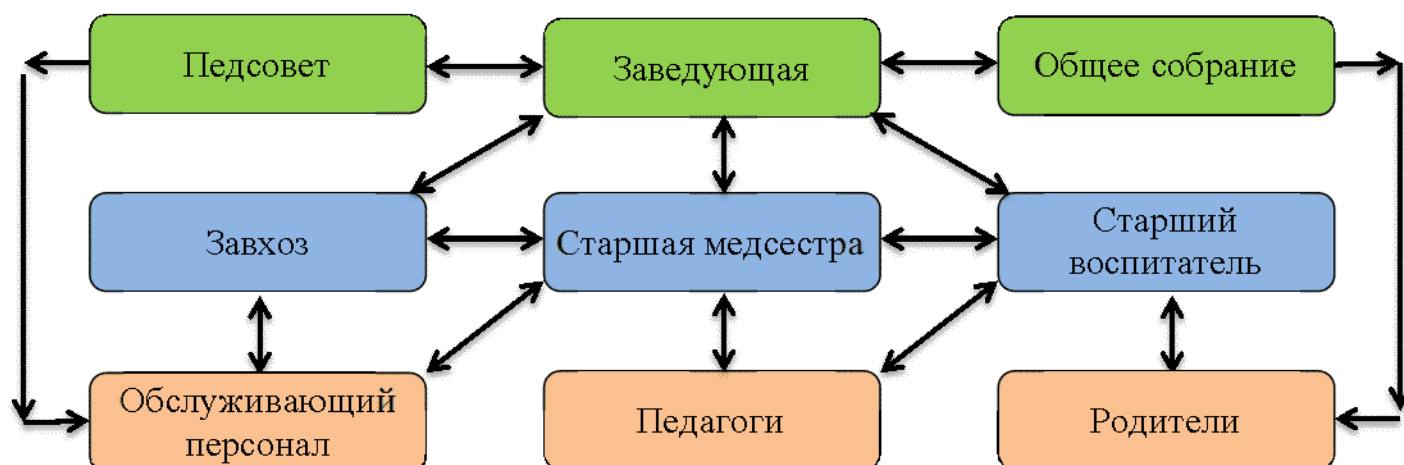 Педсовет
Заведующая
Общее собрание
Завхоз
Старшая медсестра
Старший
воспитатель
Обслуживающий
персонал
Педагоги
Родители